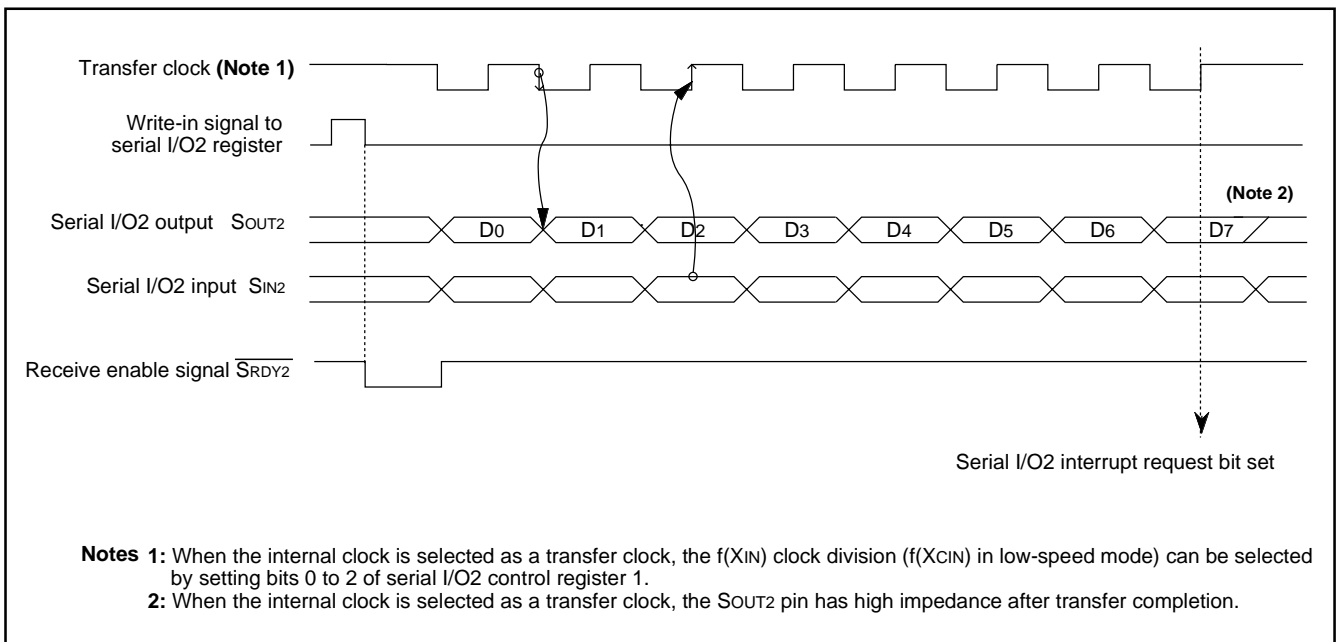 Transfer clock (Note 1)
Write-in signal to
serial I/O2 register
(Note 2)
Serial I/O2 output SOUT2
D0 D1 D2 D3 D4 D5 D6 D7
Serial I/O2 input SIN2
Receive enable signal S̅R̅D̅Y̅2̅
Serial I/O2 interrupt request bit set
Notes 1: When the internal clock is selected as a transfer clock, the f(XIN) clock division (f(XCIN) in low-speed mode) can be selected
by setting bits 0 to 2 of serial I/O2 control register 1.
2: When the internal clock is selected as a transfer clock, the SOUT2 pin has high impedance after transfer completion.